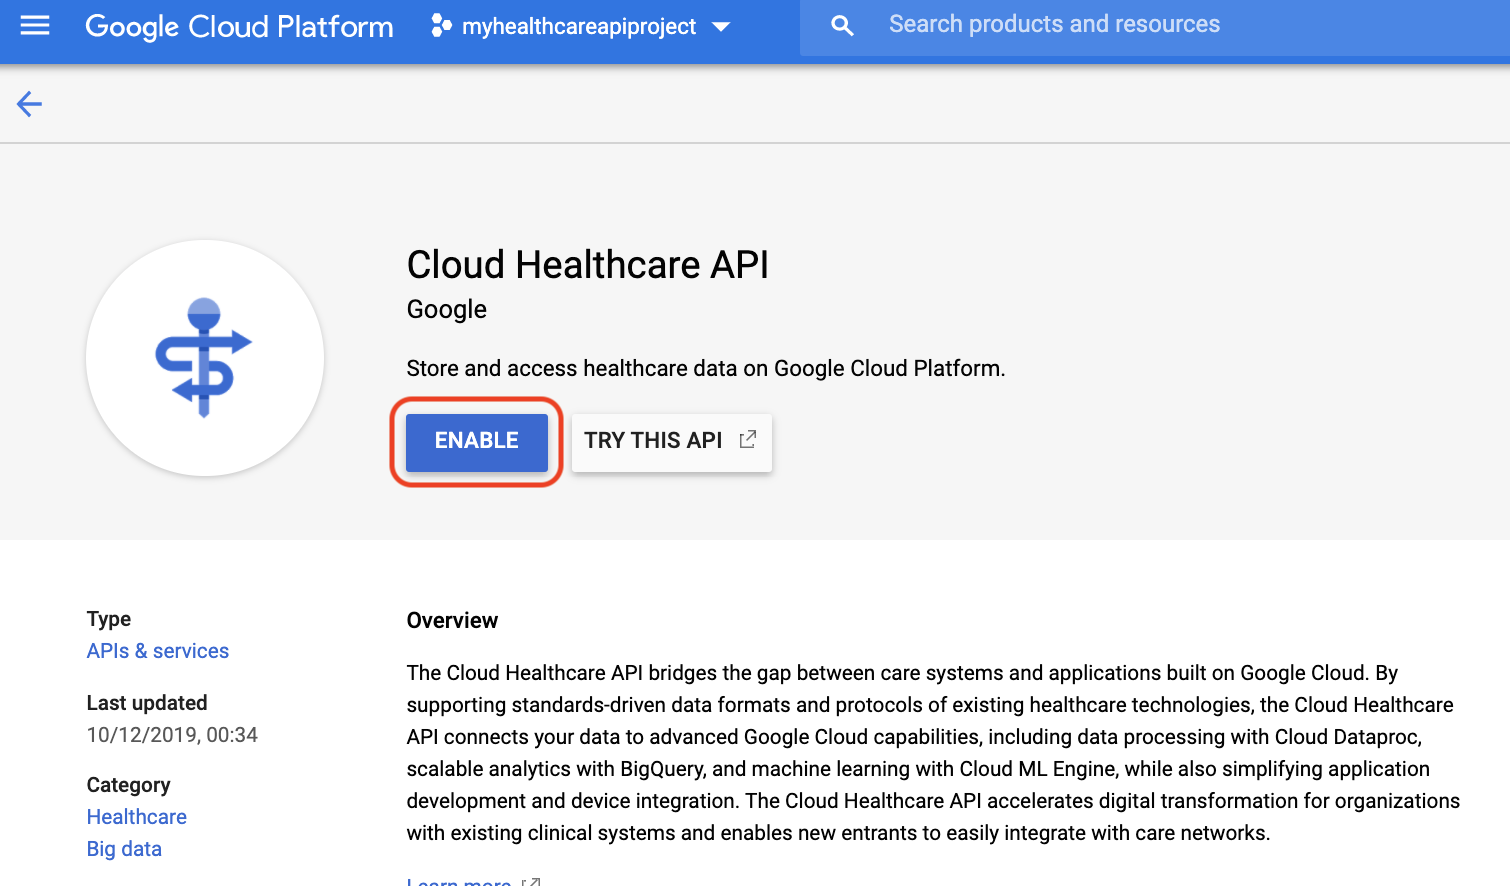 Google Cloud Platform
myhealthcareapiproject
Search products and resources
Cloud Healthcare API
Google
Store and access healthcare data on Google Cloud Platform.
ENABLE
TRY THIS API
Type
APIs & services
Last updated
10/12/2019, 00:34
Category
Healthcare
Big data
Overview
The Cloud Healthcare API bridges the gap between care systems and applications built on Google Cloud. By
supporting standards-driven data formats and protocols of existing healthcare technologies, the Cloud Healthcare
API connects your data to advanced Google Cloud capabilities, including data processing with Cloud Dataproc,
scalable analytics with BigQuery, and machine learning with Cloud ML Engine, while also simplifying application
development and device integration. The Cloud Healthcare API accelerates digital transformation for organizations
with existing clinical systems and enables new entrants to easily integrate with care networks.
Learn more